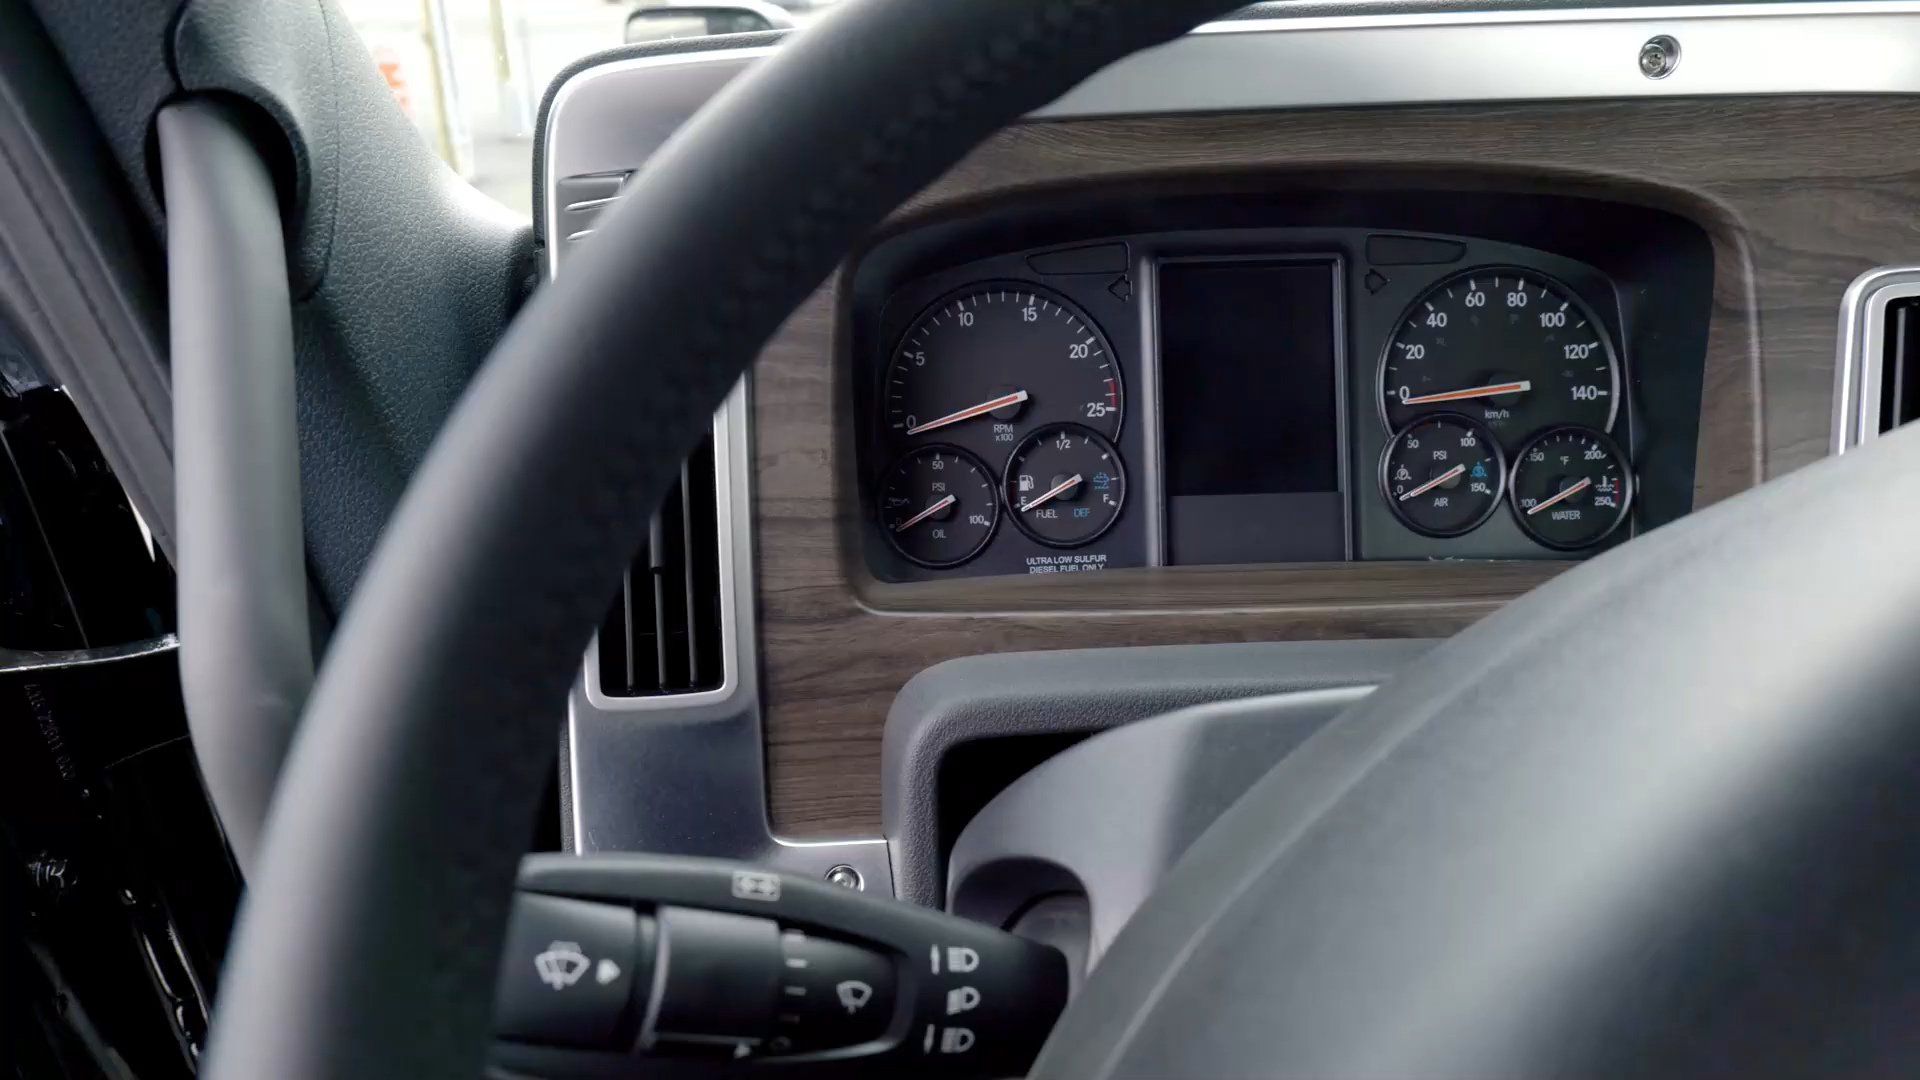 0
5
10
15
20
25
RPM
x100
0
20
40
60
80
100
120
140
km/h
50
PSI
0
100
OIL
1/2
E
F
FUEL DEF
ULTRA LOW SULFUR
DIESEL FUEL ONLY
50
100
PSI
0
150
AIR
150
°F
200
100
250
WATER